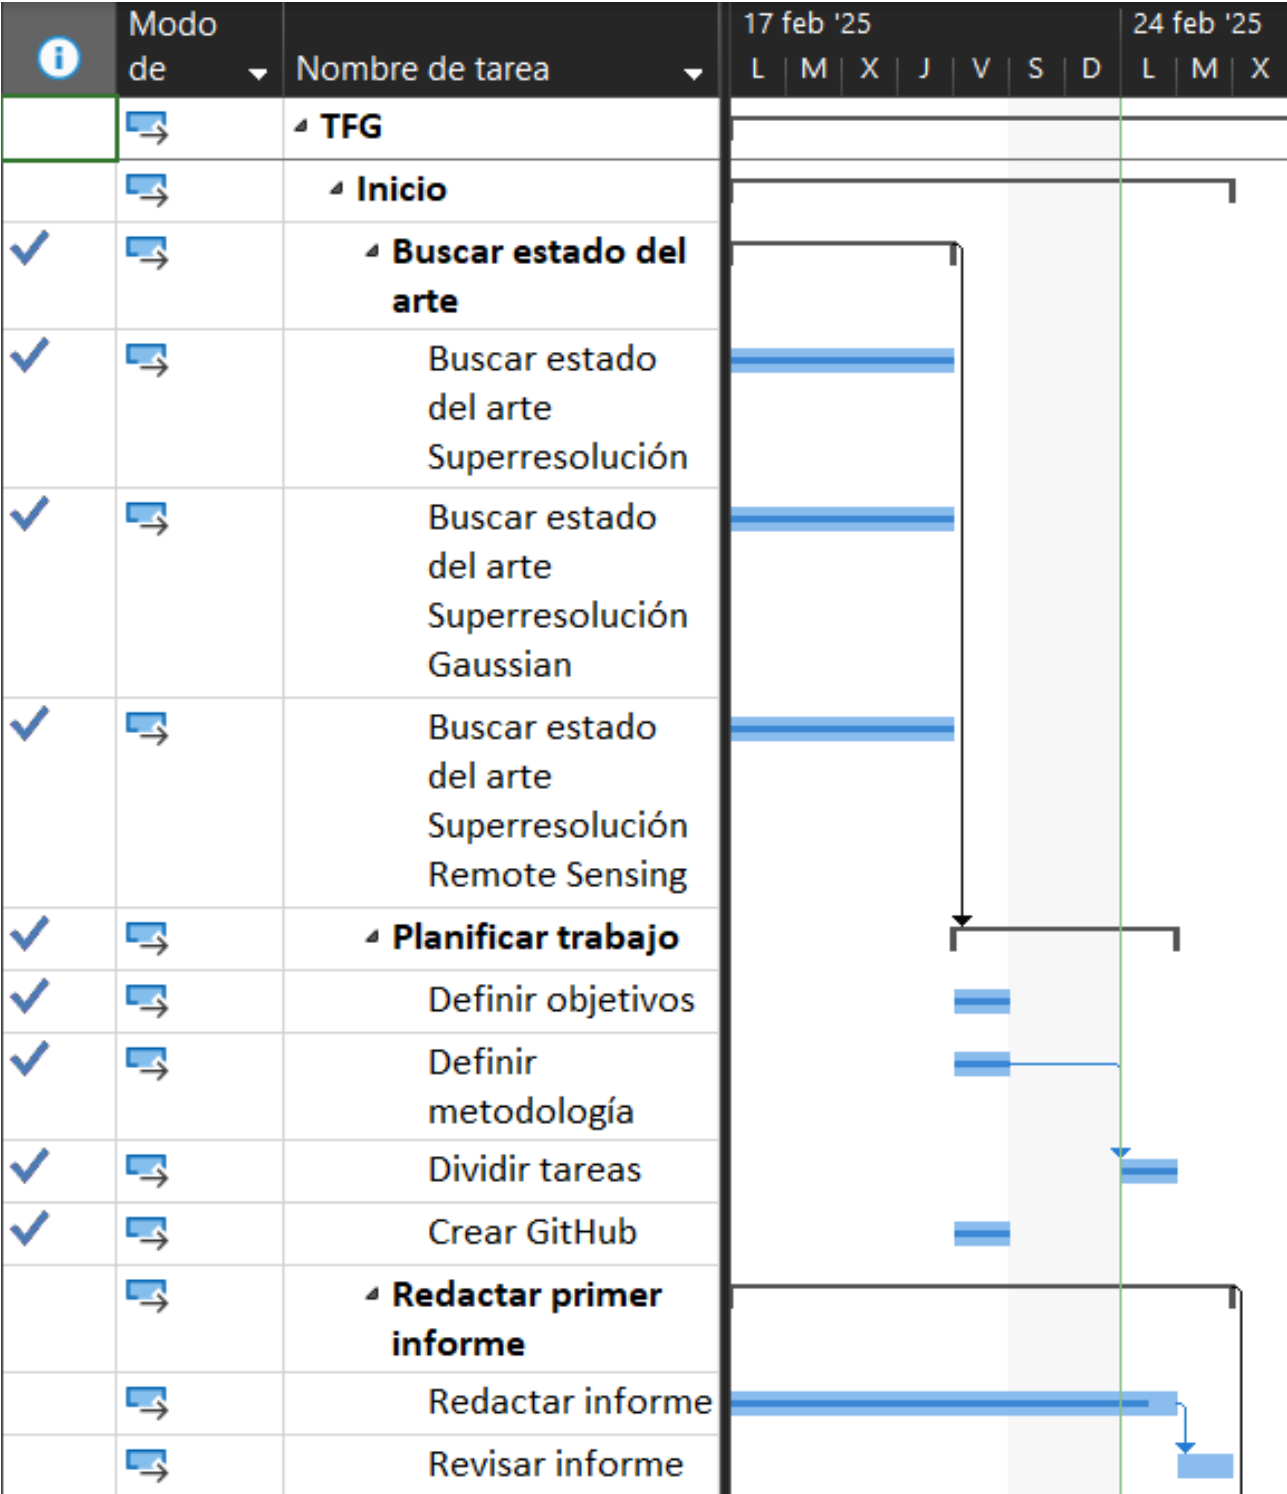 Modo
de
Nombre de tarea
17 feb '25
24 feb '25
L M X J V S D L M X
TFG
Inicio
Buscar estado del
arte
Buscar estado
del arte
Superresolución
Buscar estado
del arte
Superresolución
Gaussian
Buscar estado
del arte
Superresolución
Remote Sensing
Planificar trabajo
Definir objetivos
Definir
metodología
Dividir tareas
Crear GitHub
Redactar primer
informe
Redactar informe
Revisar informe